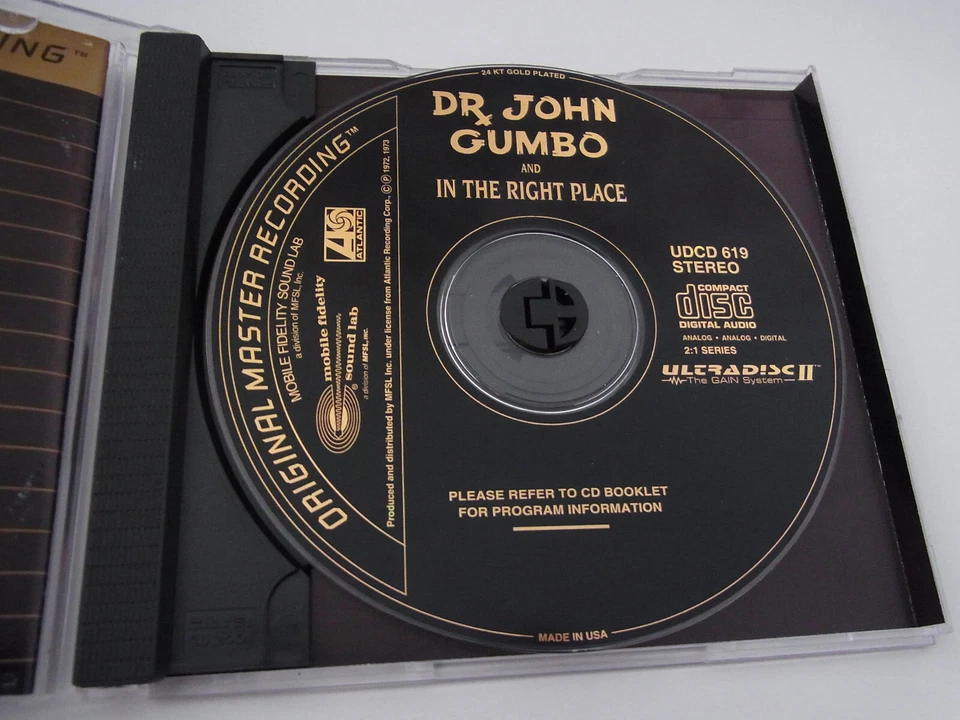 ING™
24 KT GOLD PLATED
DR. JOHN
GUMBO
AND
IN THE RIGHT PLACE
ORIGINAL MASTER RECORDING™
MOBILE FIDELITY SOUND LAB
a division of MFSL, Inc.
mobile fidelity
sound lab ®
a division of MFSL, INC.
ATLANTIC
Produced and distributed by MFSL Inc. under license from Atlantic Recording Corp., © ℗ 1972, 1973
UDCD 619
STEREO
COMPACT
disc
DIGITAL AUDIO
ANALOG • ANALOG • DIGITAL
2:1 SERIES
ULTRADISC II™
The GAIN System
PLEASE REFER TO CD BOOKLET
FOR PROGRAM INFORMATION
MADE IN USA